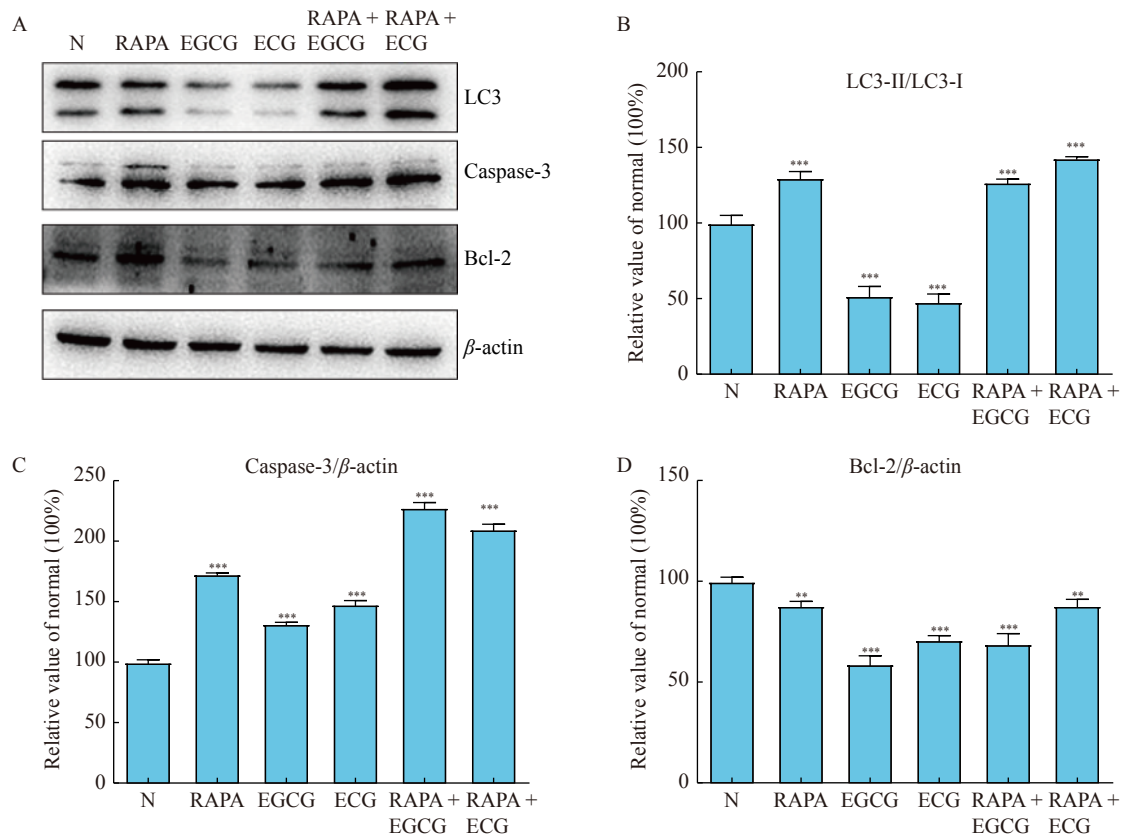 A
N RAPA EGCG ECG RAPA + EGCG RAPA + ECG
LC3
Caspase-3
Bcl-2
β-actin
B
LC3-II/LC3-I
Relative value of normal (100%)
200
150
100
50
0
*** *** *** *** ***
N RAPA EGCG ECG RAPA + EGCG RAPA + ECG
C
Caspase-3/β-actin
Relative value of normal (100%)
250
200
150
100
50
0
*** *** *** *** ***
N RAPA EGCG ECG RAPA + EGCG RAPA + ECG
D
Bcl-2/β-actin
Relative value of normal (100%)
150
100
50
0
** *** *** *** **
N RAPA EGCG ECG RAPA + EGCG RAPA + ECG